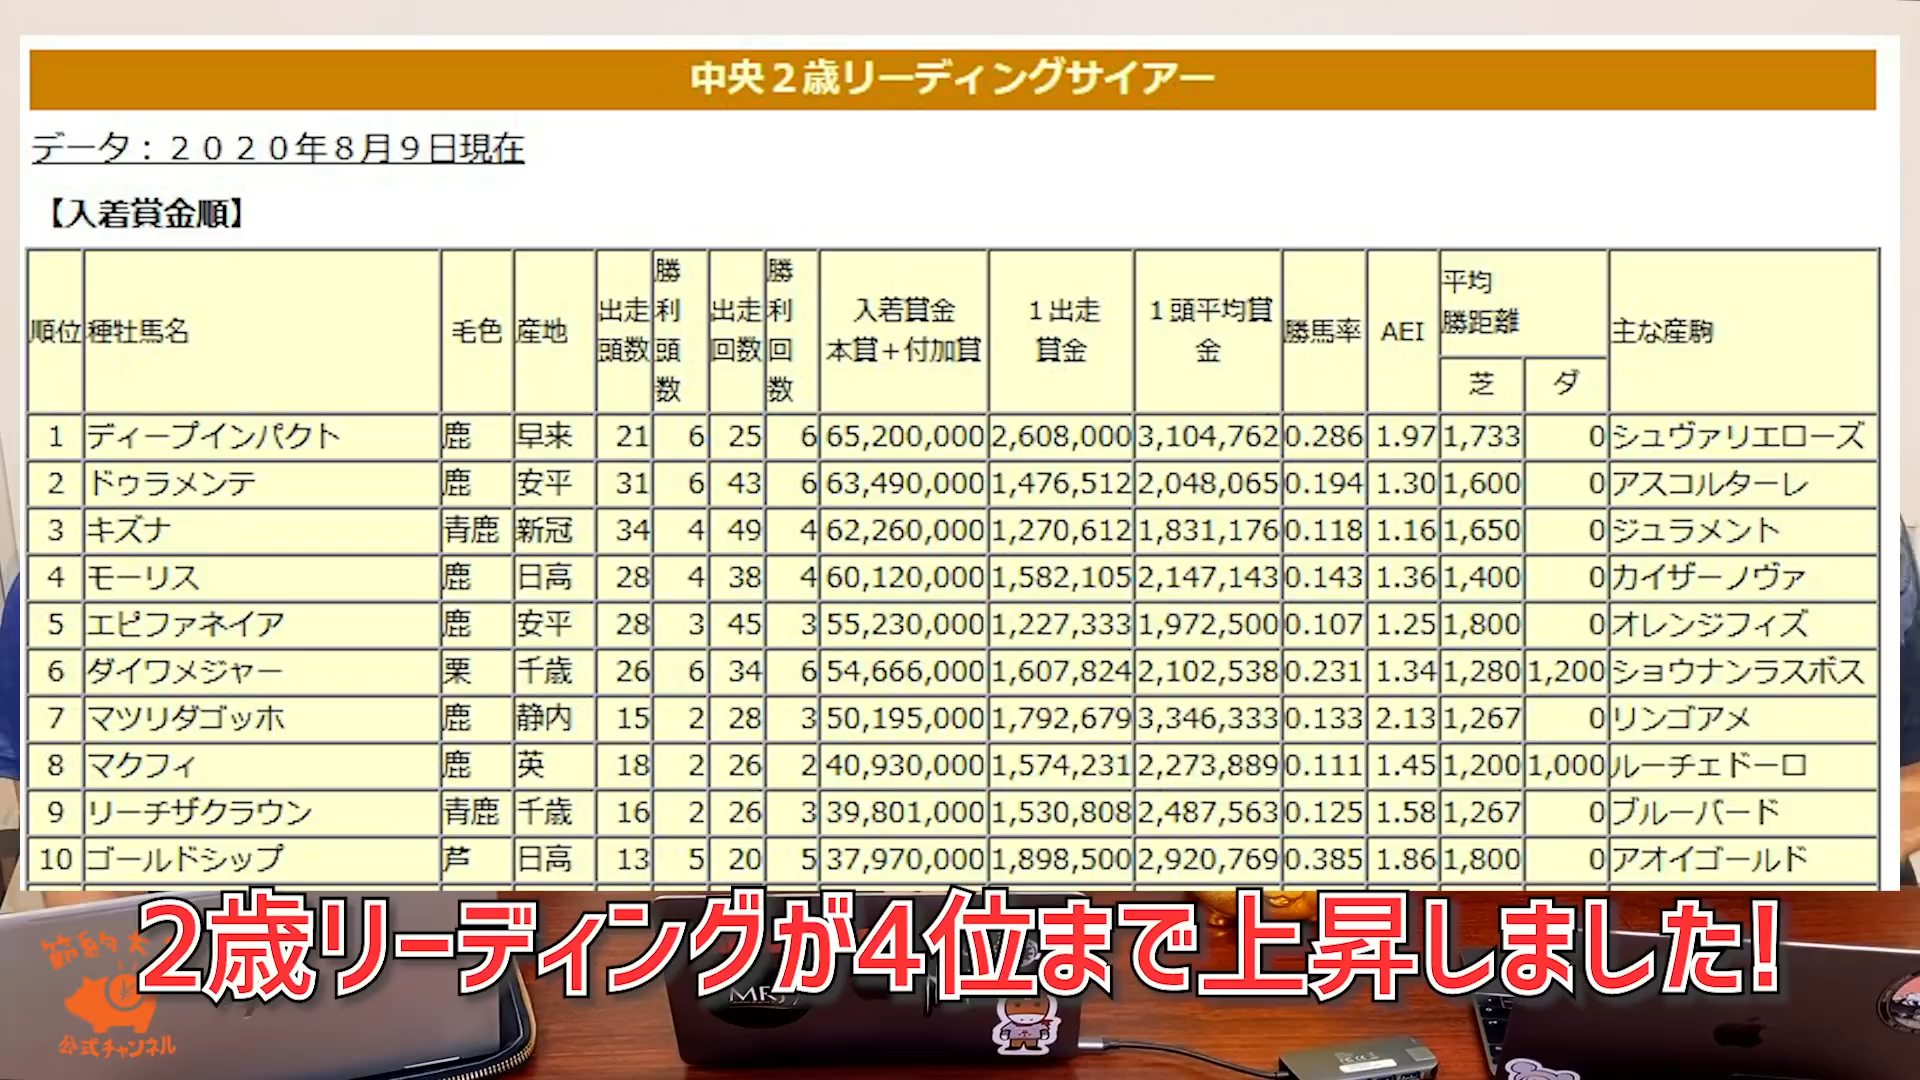 中央２歳リーディングサイアー
データ：２０２０年８月９日現在
【入着賞金順】
順位 種牡馬名 毛色 産地 出走頭数 勝利頭数 出走回数 勝利回数 入着賞金 本賞＋付加賞 １出走賞金 １頭平均賞金 勝馬率 AEI 平均勝距離 芝 ダ 主な産駒
1 ディープインパクト 鹿 早来 21 6 25 6 65,200,000 2,608,000 3,104,762 0.286 1.97 1,733 0 シュヴァリエローズ
2 ドゥラメンテ 鹿 安平 31 6 43 6 63,490,000 1,476,512 2,048,065 0.194 1.30 1,600 0 アスコルターレ
3 キズナ 青鹿 新冠 34 4 49 4 62,260,000 1,270,612 1,831,176 0.118 1.16 1,650 0 ジュラメント
4 モーリス 鹿 日高 28 4 38 4 60,120,000 1,582,105 2,147,143 0.143 1.36 1,400 0 カイザーノヴァ
5 エピファネイア 鹿 安平 28 3 45 3 55,230,000 1,227,333 1,972,500 0.107 1.25 1,800 0 オレンジフィズ
6 ダイワメジャー 栗 千歳 26 6 34 6 54,666,000 1,607,824 2,102,538 0.231 1.34 1,280 1,200 ショウナンラスボス
7 マツリダゴッホ 鹿 静内 15 2 28 3 50,195,000 1,792,679 3,346,333 0.133 2.13 1,267 0 リンゴアメ
8 マクフィ 鹿 英 18 2 26 2 40,930,000 1,574,231 2,273,889 0.111 1.45 1,200 1,000 ルーチェドーロ
9 リーチザクラウン 青鹿 千歳 16 2 26 3 39,801,000 1,530,808 2,487,563 0.125 1.58 1,267 0 ブルーバード
10 ゴールドシップ 芦 日高 13 5 20 5 37,970,000 1,898,500 2,920,769 0.385 1.86 1,800 0 アオイゴールド
2歳リーディングが4位まで上昇しました!
節約大
公式チャンネル